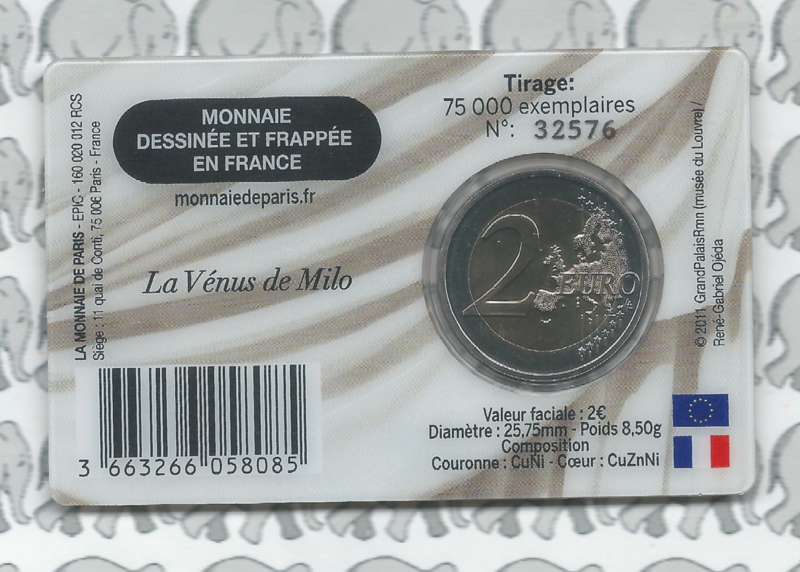 MONNAIE
DESSINÉE ET FRAPPÉE
EN FRANCE
monnaiedeparis.fr
Tirage:
75 000 exemplaires
N°: 32576
LA MONNAIE DE PARIS - EPIC - 160 020 012 RCS
Siège : 11 quai de Conti, 75 006 Paris - France
La Vénus de Milo
2 EURO
© 2011 GrandPalaisRmn (musée du Louvre) /
René-Gabriel Ojéda
3 663266 058085
Valeur faciale : 2€
Diamètre : 25,75mm - Poids 8,50g
Composition
Couronne : CuNi - Cœur : CuZnNi